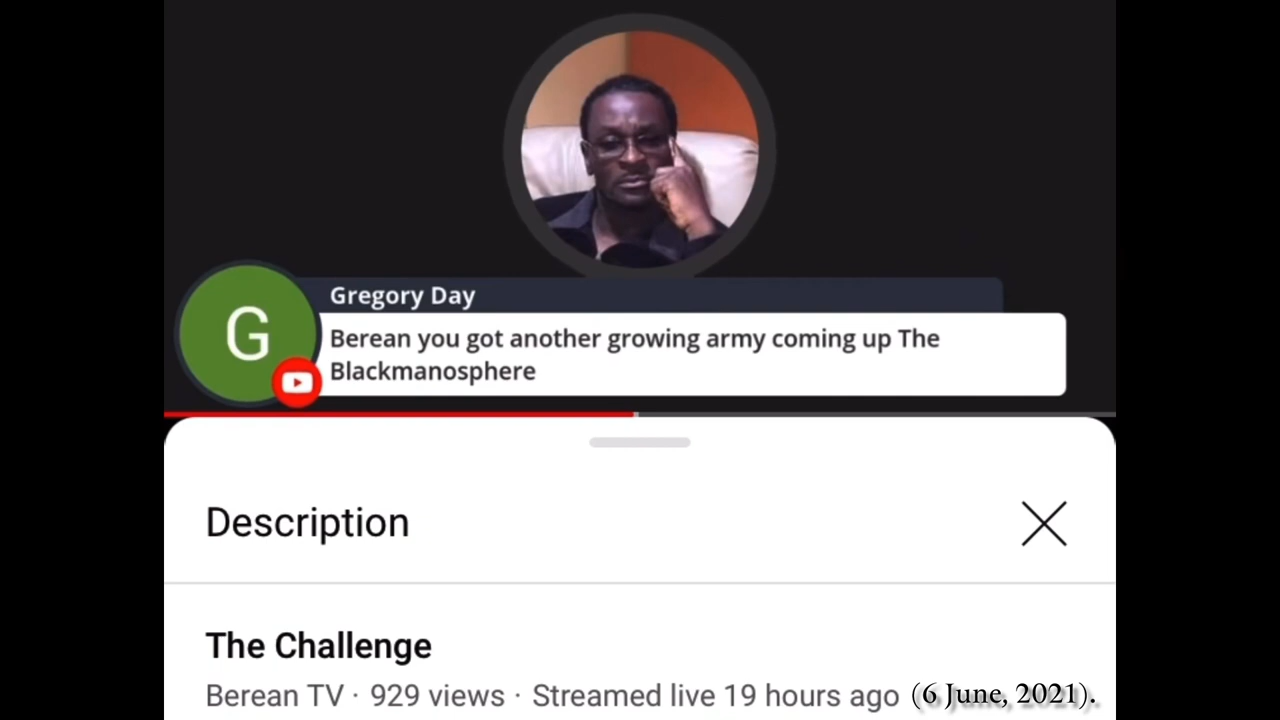 Gregory Day
Berean you got another growing army coming up The
Blackmanosphere
G
Description
The Challenge
Berean TV · 929 views · Streamed live 19 hours ago (6 June, 2021).